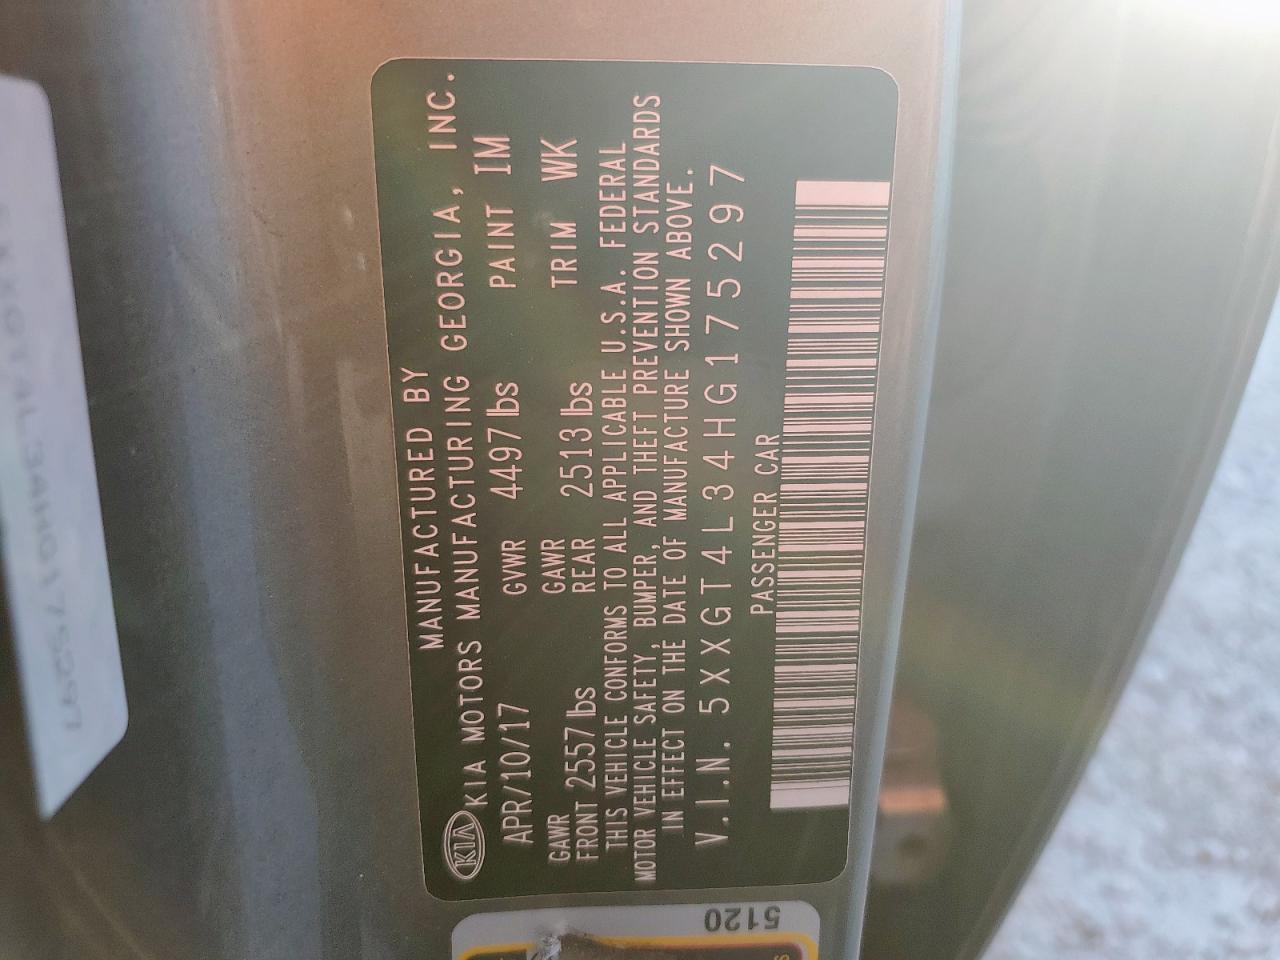 MANUFACTURED BY
KIA KIA MOTORS MANUFACTURING GEORGIA, INC.
APR/10/17 GVWR 4497 lbs PAINT IM
GAWR FRONT 2557 lbs GAWR REAR 2513 lbs TRIM WK
THIS VEHICLE CONFORMS TO ALL APPLICABLE U.S.A. FEDERAL
MOTOR VEHICLE SAFETY, BUMPER, AND THEFT PREVENTION STANDARDS
IN EFFECT ON THE DATE OF MANUFACTURE SHOWN ABOVE.
V.I.N. 5XXGT4L34HG175297
PASSENGER CAR
5120